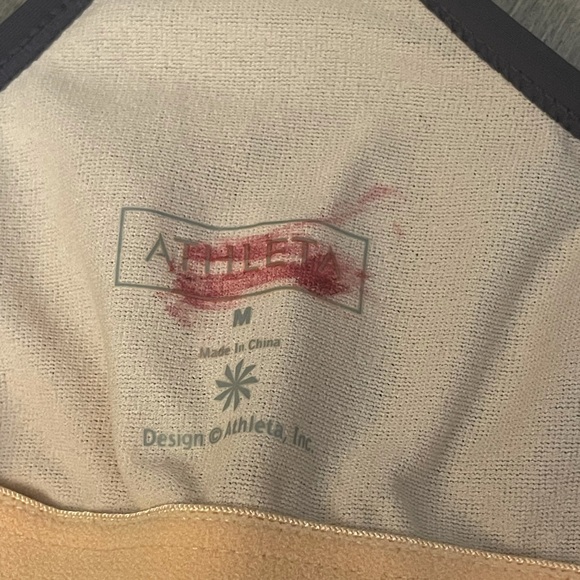 ATHLETA
M
Made In China
Design © Athleta, Inc.